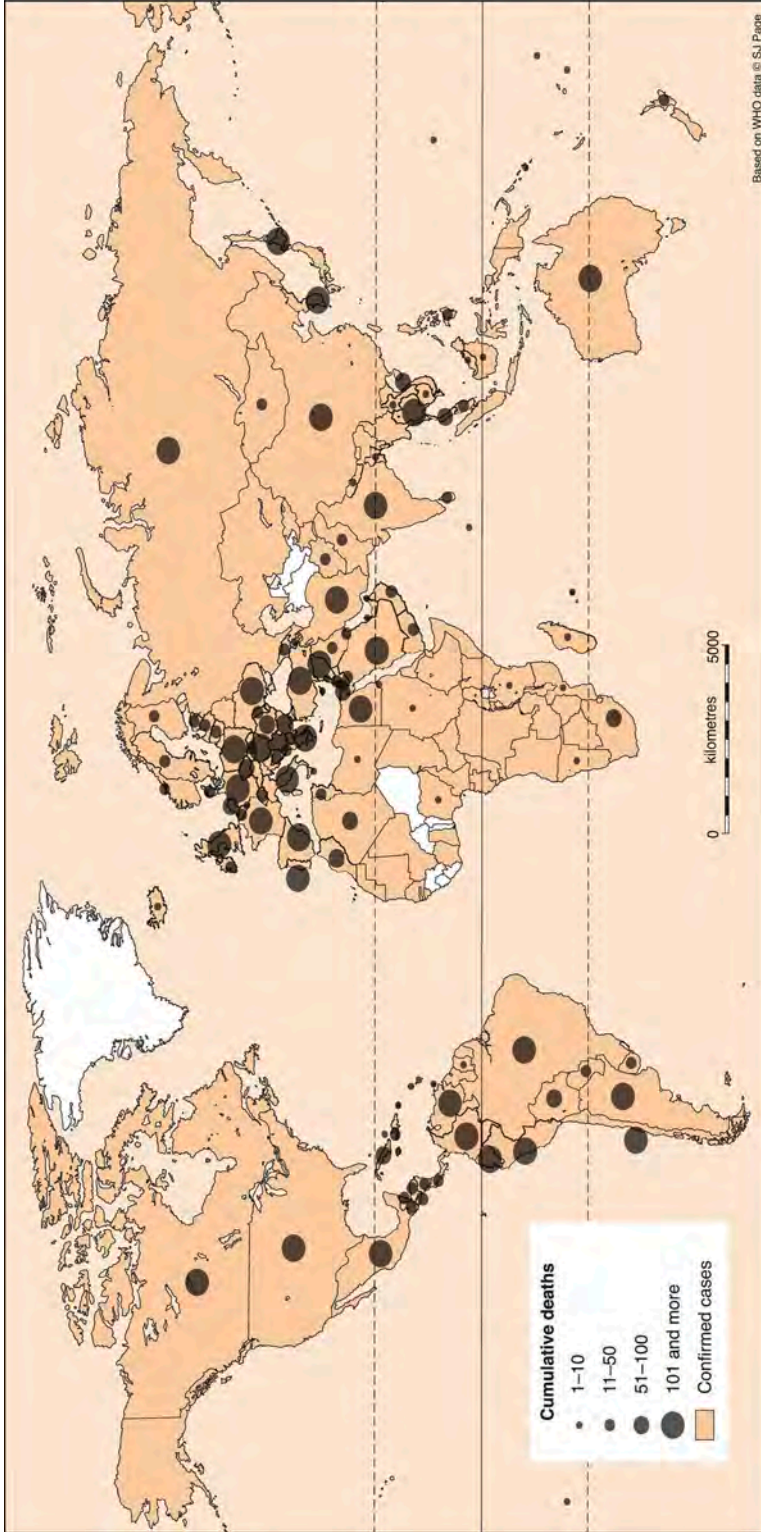 Cumulative deaths
1–10
11–50
51–100
101 and more
Confirmed cases
0 5000
kilometres
Based on WHO data © SJ Page